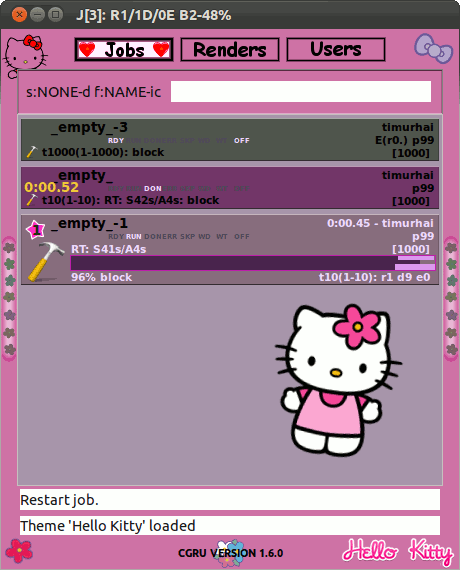 J[3]: R1/1D/0E B2-48%
Jobs Renders Users
s:NONE-d f:NAME-ic
_empty_-3 timurhai
RDY OFF E(r0.) p99
t1000(1-1000): block [1000]
_empty_ timurhai
0:00.52 DON p99
t10(1-10): RT: S42s/A4s: block [1000]
1 _empty_-1 0:00.45 - timurhai
RDY RUN DON ERR SKP WD WT OFF p99
RT: S41s/A4s [1000]
96% block t10(1-10): r1 d9 e0
Restart job.
Theme 'Hello Kitty' loaded
CGRU VERSION 1.6.0 Hello Kitty